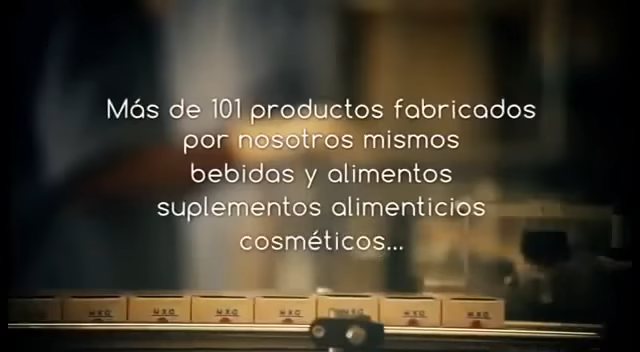 Más de 101 productos fabricados
por nosotros mismos
bebidas y alimentos
suplementos alimenticios
cosméticos...